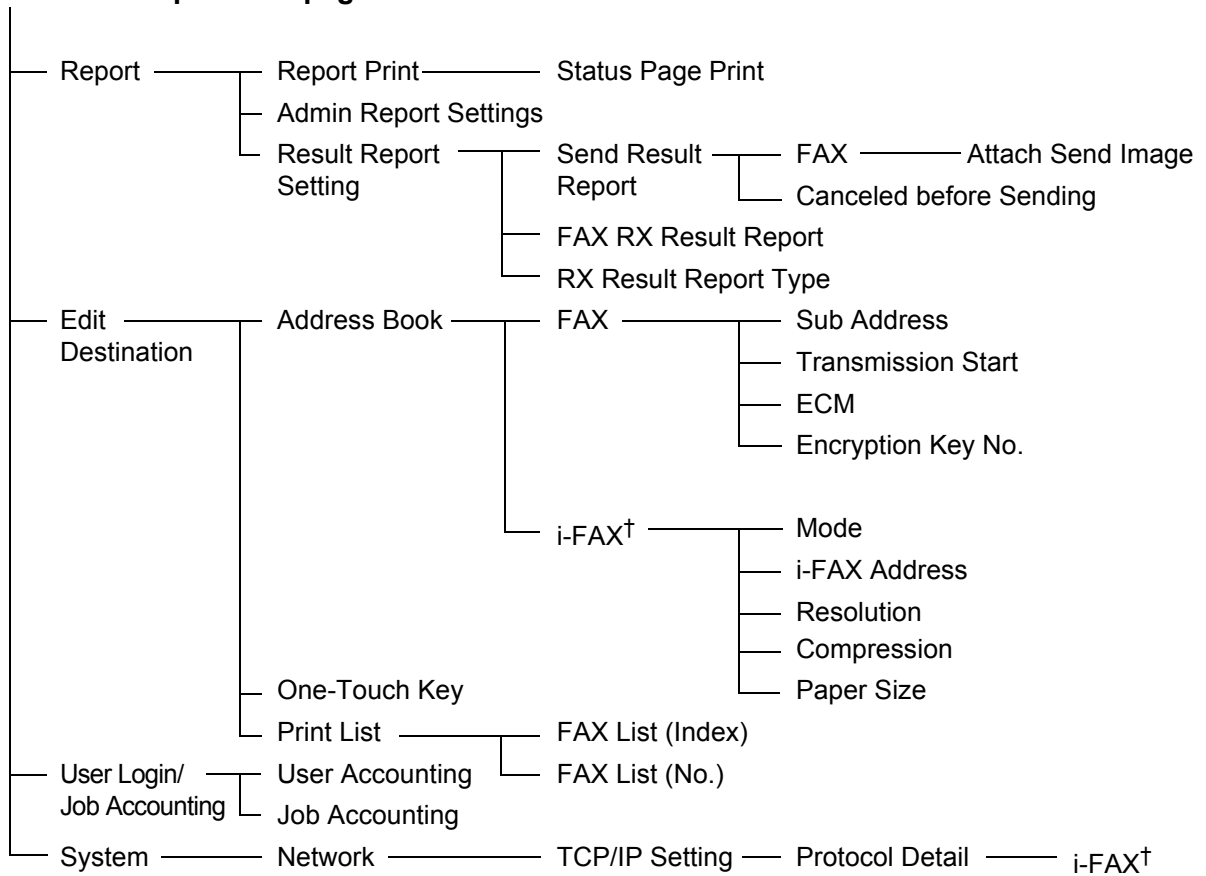 Report Report Print Status Page Print
Admin Report Settings
Result Report Send Result FAX Attach Send Image
Setting Report
Canceled before Sending
FAX RX Result Report
RX Result Report Type
Edit Address Book FAX Sub Address
Destination
Transmission Start
ECM
Encryption Key No.
i-FAX† Mode
i-FAX Address
Resolution
Compression
One-Touch Key Paper Size
Print List FAX List (Index)
User Login/ User Accounting FAX List (No.)
Job Accounting Job Accounting
System Network TCP/IP Setting Protocol Detail i-FAX†